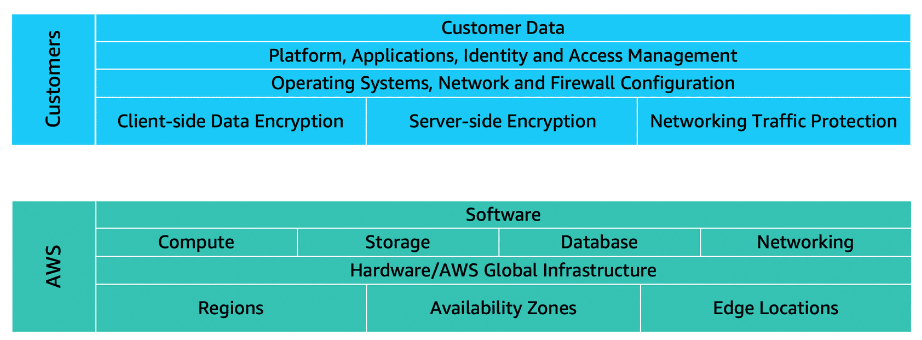 Customers
Customer Data
Platform, Applications, Identity and Access Management
Operating Systems, Network and Firewall Configuration
Client-side Data Encryption
Server-side Encryption
Networking Traffic Protection
AWS
Software
Compute
Storage
Database
Networking
Hardware/AWS Global Infrastructure
Regions
Availability Zones
Edge Locations